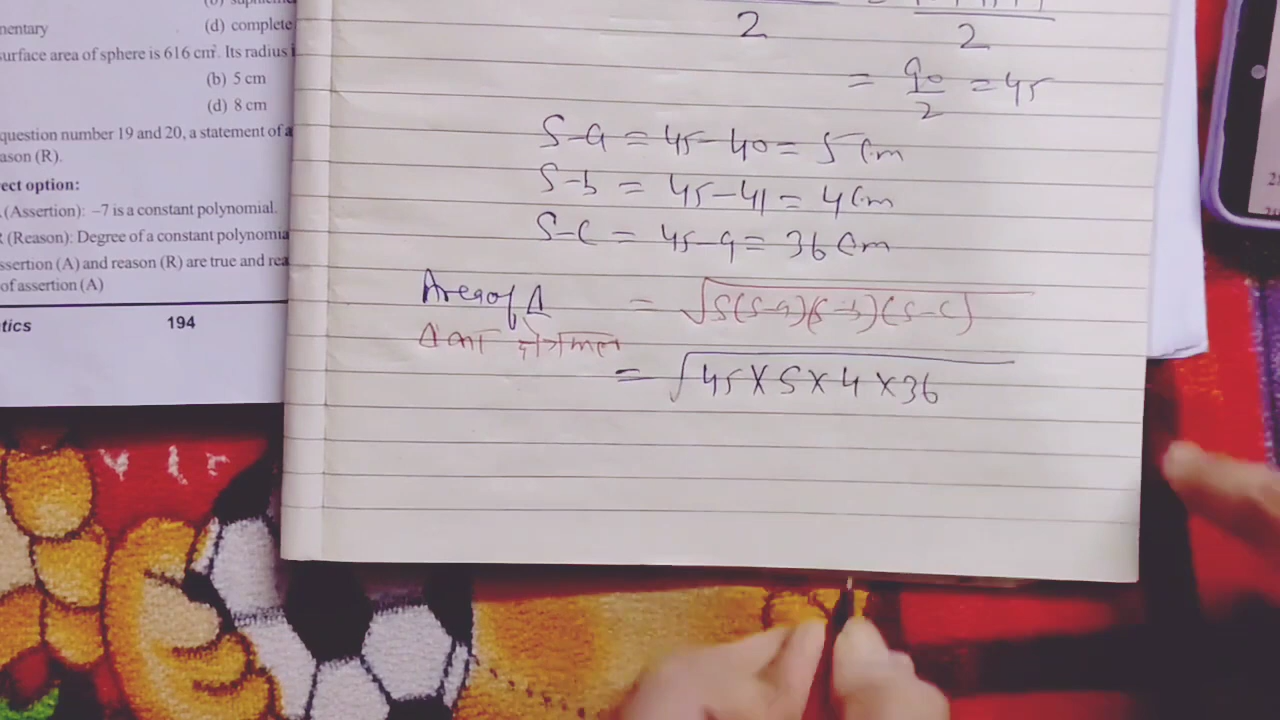 mentary
(d) complete
surface area of sphere is 616 cm². Its radius i
(b) 5 cm
(d) 8 cm
question number 19 and 20, a statement of a
ason (R).
rect option:
(Assertion): −7 is a constant polynomial.
R (Reason): Degree of a constant polynomia
ssertion (A) and reason (R) are true and rea
of assertion (A)
tics 194
2 2
= 90/2 = 45
S-a = 45-40 = 5 Cm
S-b = 45-41 = 4 Cm
S-c = 45-9 = 36 Cm
Area of Δ = √S(S-a)(S-b)(S-c)
Δ का क्षेत्रफल
= √45×5×4×36